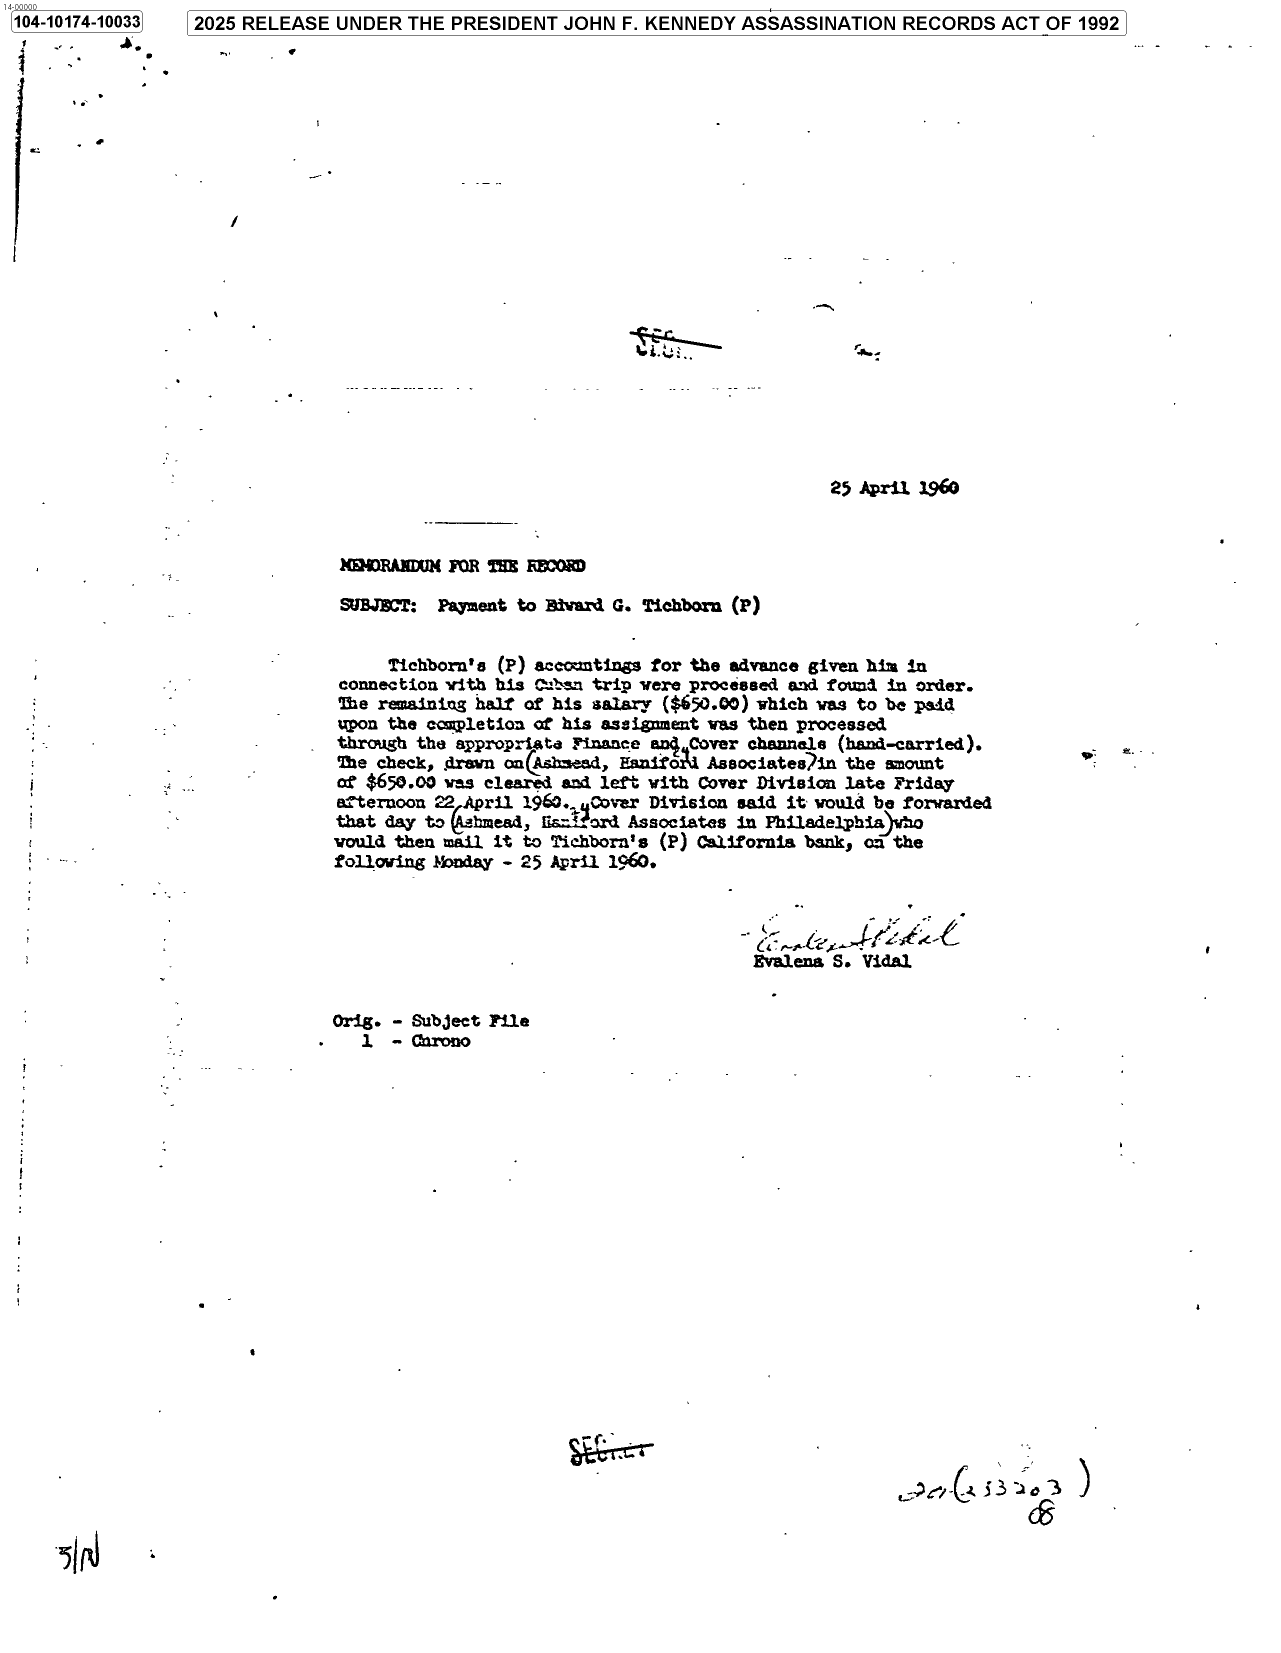 14-00000
104-10174-10033
2025 RELEASE UNDER THE PRESIDENT JOHN F. KENNEDY ASSASSINATION RECORDS ACT OF 1992
25 April 1960
MEMORANDUM FOR THE RECORD
SUBJECT: Payment to Edward G. Tichborn (P)
Tichborn's (P) accountings for the advance given him in
connection with his Cuban trip were processed and found in order.
The remaining half of his salary ($650.00) which was to be paid
upon the completion of his assignment was then processed
through the appropriate Finance and Cover channels (hand-carried).
The check, drawn on (Ashmead, Haniford Associates) in the amount
of $650.00 was cleared and left with Cover Division late Friday
afternoon 22 April 1960. Cover Division said it would be forwarded
that day to (Ashmead, Haniford Associates in Philadelphia) who
would then mail it to Tichborn's (P) California bank, on the
following Monday - 25 April 1960.
Evalena S. Vidal
Evalena S. Vidal
Orig. - Subject File
1 - Chrono
SECRET
201-(253203)
08
5/N